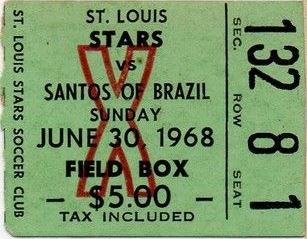 ST. LOUIS
STARS
VS
SANTOS OF BRAZIL
SUNDAY
JUNE 30, 1968
FIELD BOX
$5.00
TAX INCLUDED
X
ST. LOUIS STARS SOCCER CLUB
SEC. 132
ROW 8
SEAT 1